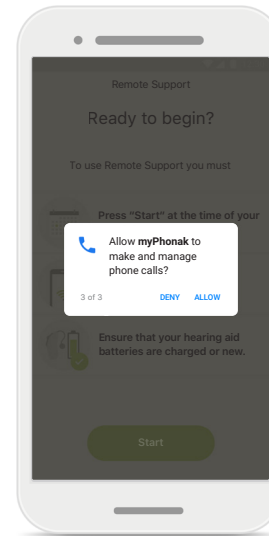 Remote Support
Ready to begin?
To use Remote Support you must
Press "Start" at the time of your
Allow myPhonak to
make and manage
phone calls?
3 of 3
DENY
ALLOW
Ensure that your hearing aid
batteries are charged or new.
Start